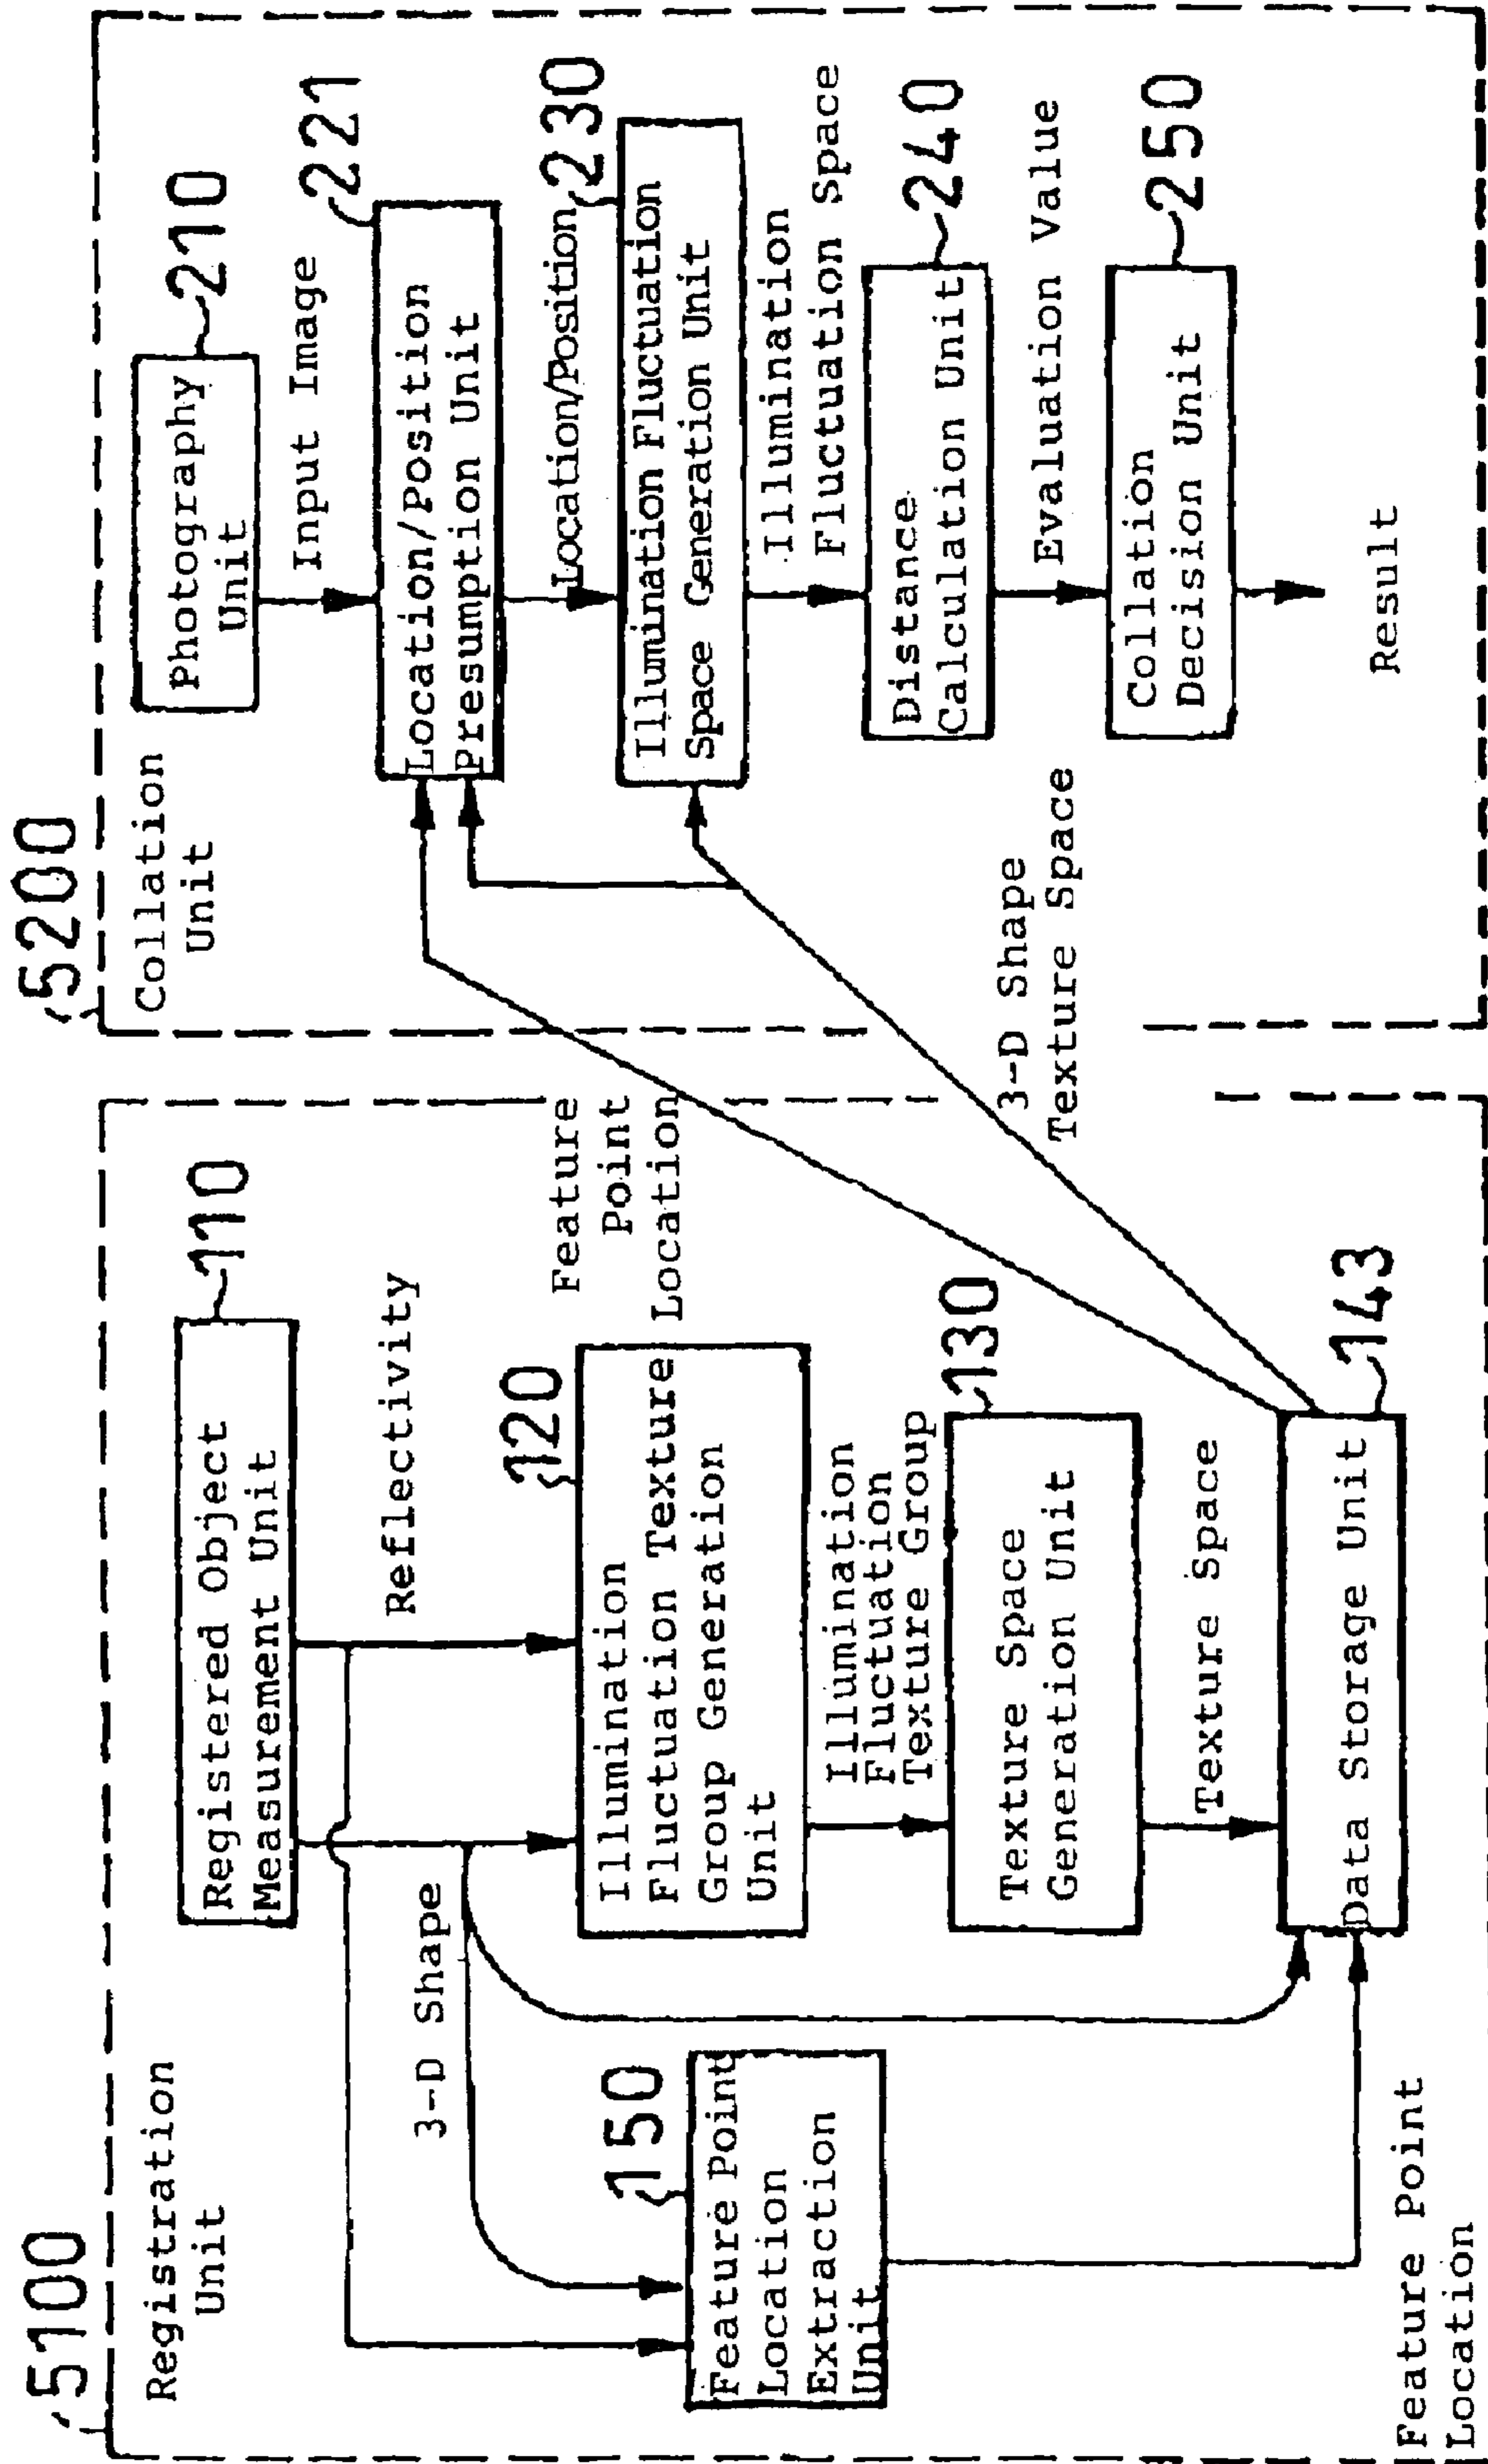 5100
Registration
Unit
Registered Object
Measurement Unit
110
Reflectivity
3-D Shape
120
Illumination
Fluctuation Texture
Group Generation
Unit
150
Feature Point
Location
Extraction
Unit
Illumination
Fluctuation
Texture Group
130
Texture Space
Generation Unit
Texture Space
143
Data Storage Unit
Feature Point
Location
Feature
Point
Location
3-D Shape
Texture Space
5200
Collation
Unit
Photography
Unit
210
Input Image
221
Location/Position
Presumption Unit
Location/Position
230
Illumination Fluctuation
Space Generation Unit
Illumination
Fluctuation Space
Distance
Calculation Unit
240
Evaluation Value
Collation
Decision Unit
250
Result